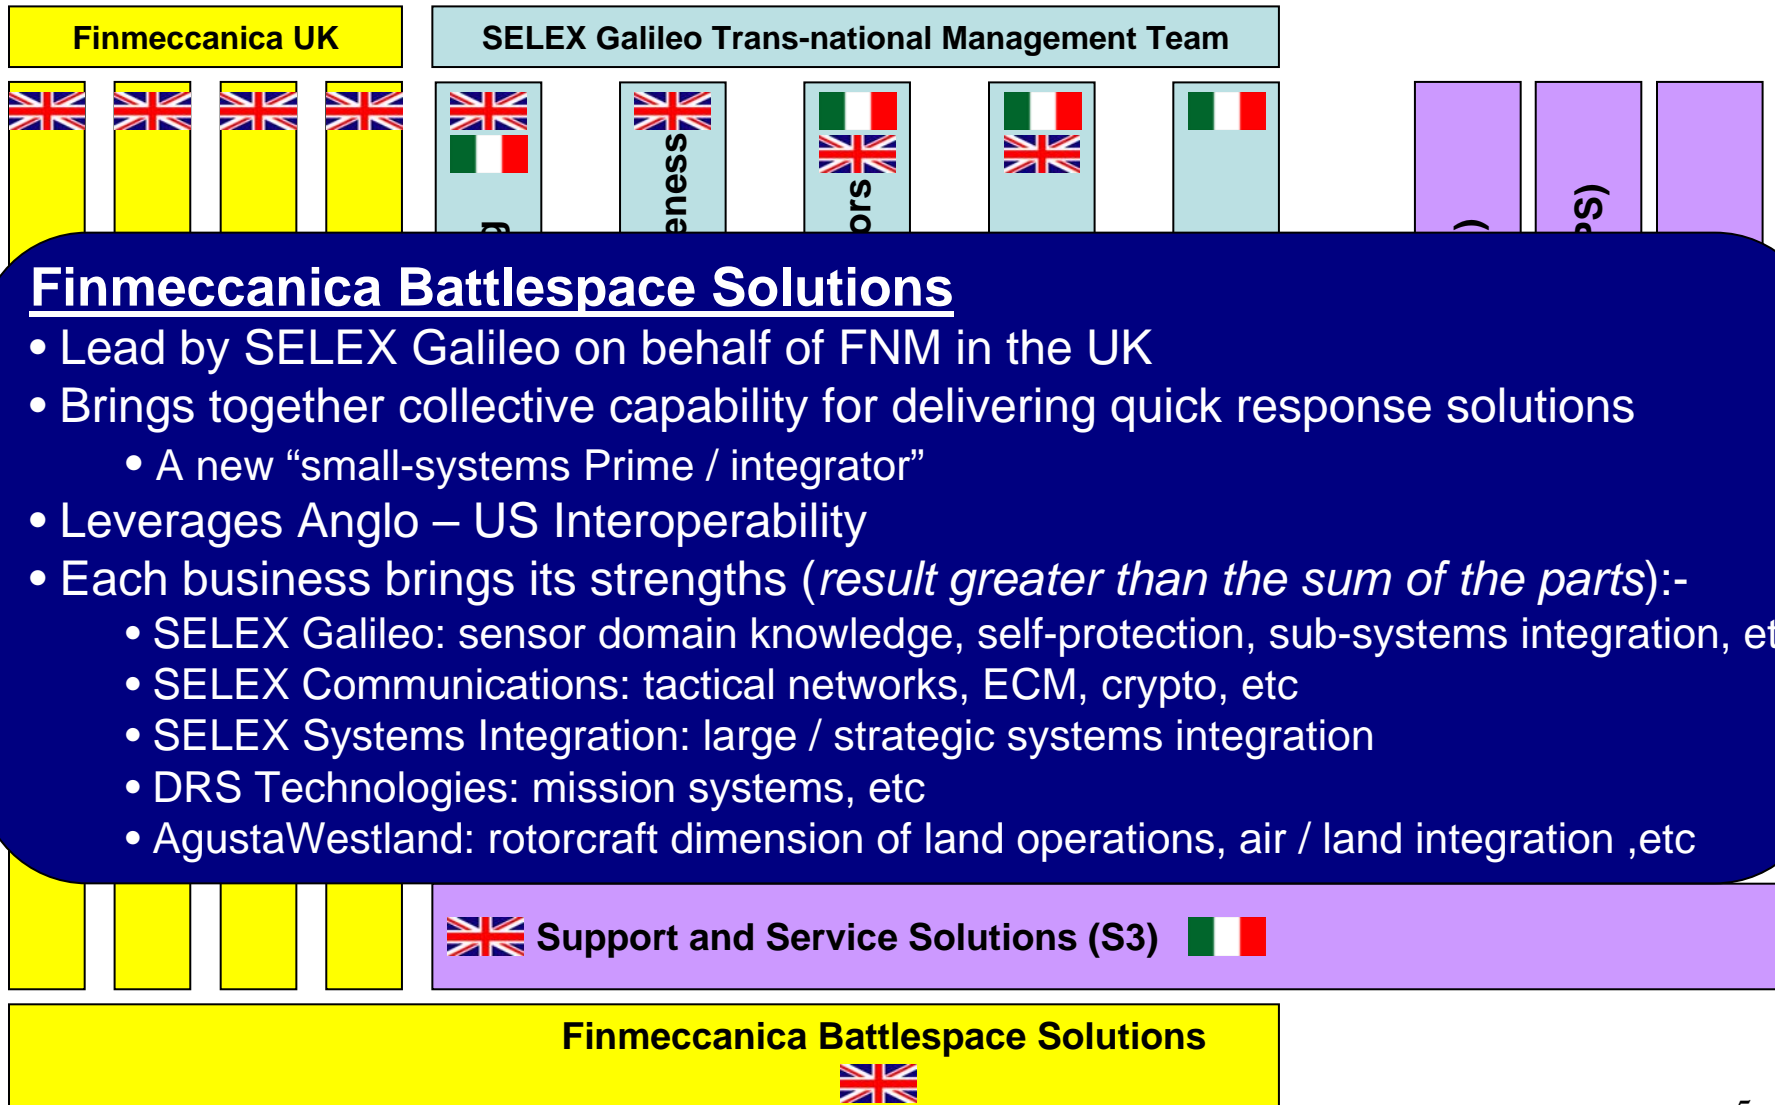 Finmeccanica UK
SELEX Galileo Trans-national Management Team
Finmeccanica Battlespace Solutions
• Lead by SELEX Galileo on behalf of FNM in the UK
• Brings together collective capability for delivering quick response solutions
• A new “small-systems Prime / integrator”
• Leverages Anglo – US Interoperability
• Each business brings its strengths (result greater than the sum of the parts):-
• SELEX Galileo: sensor domain knowledge, self-protection, sub-systems integration,
• SELEX Communications: tactical networks, ECM, crypto, etc
• SELEX Systems Integration: large / strategic systems integration
• DRS Technologies: mission systems, etc
• AgustaWestland: rotorcraft dimension of land operations, air / land integration ,etc
Support and Service Solutions (S3)
Finmeccanica Battlespace Solutions